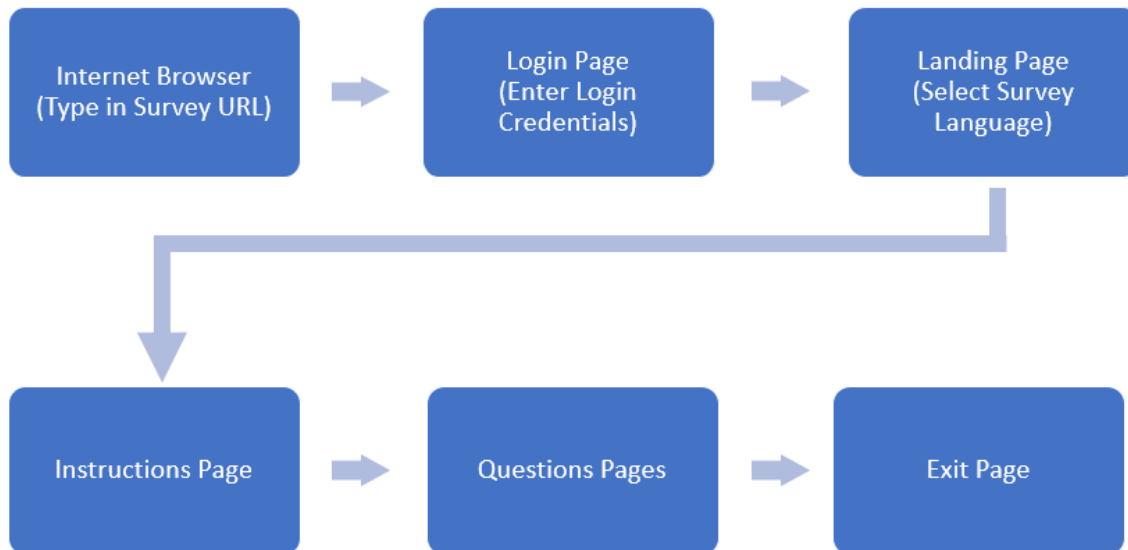 Internet Browser
(Type in Survey URL)
Login Page
(Enter Login
Credentials)
Landing Page
(Select Survey
Language)
Instructions Page
Questions Pages
Exit Page